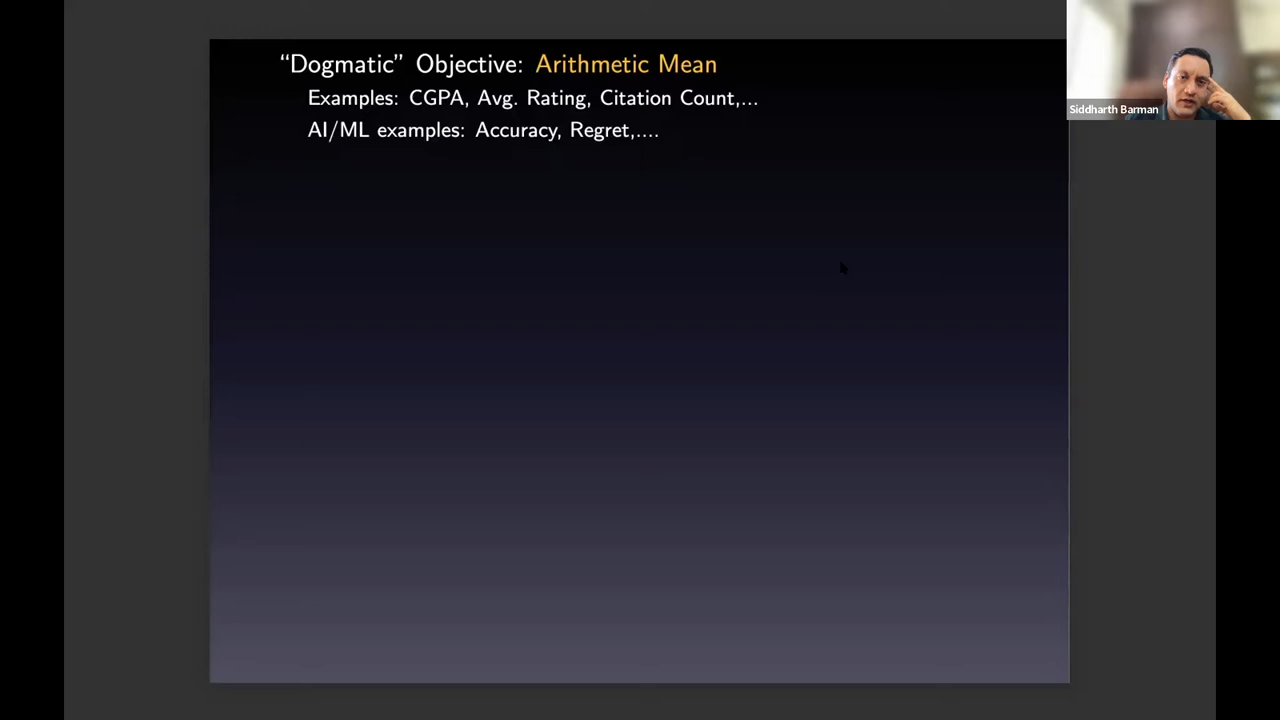 “Dogmatic” Objective: Arithmetic Mean
Examples: CGPA, Avg. Rating, Citation Count,...
AI/ML examples: Accuracy, Regret,....
Siddharth Barman